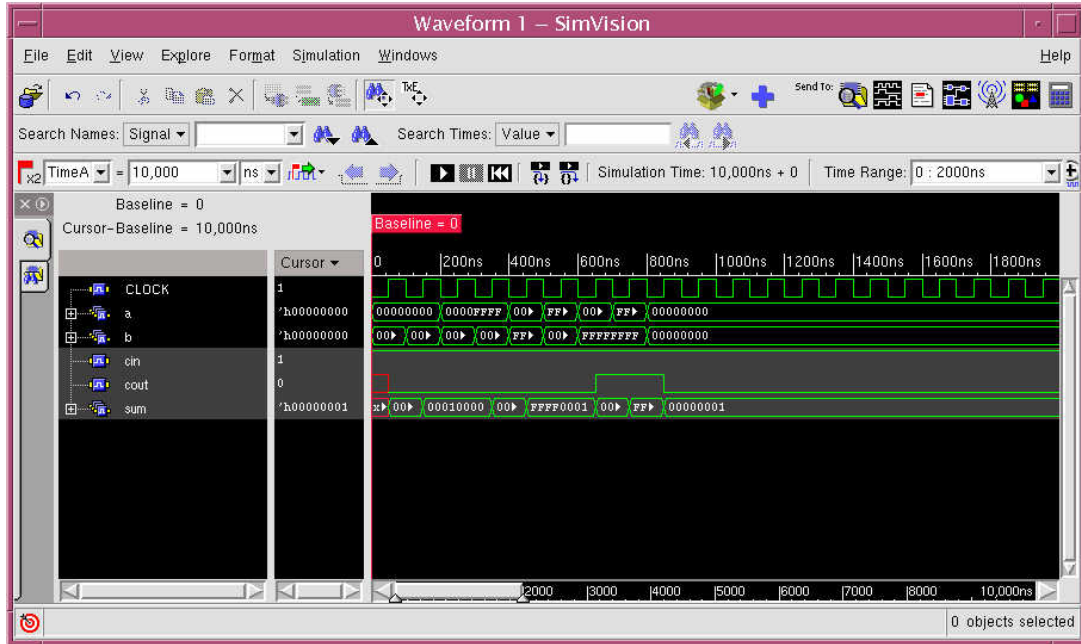 Waveform 1 – SimVision
File Edit View Explore Format Simulation Windows Help
TxE
Send To:
Search Names: Signal Search Times: Value
x2 TimeA = 10,000 ns Simulation Time: 10,000ns + 0 Time Range: 0 : 2000ns
Baseline = 0
Cursor-Baseline = 10,000ns
Baseline = 0
Cursor 0 200ns 400ns 600ns 800ns 1000ns 1200ns 1400ns 1600ns 1800ns
CLOCK 1
a 'h00000000 00000000 0000FFFF 00 FF 00 FF 00000000
b 'h00000000 00 00 00 00 FF 00 FFFFFFFF 00000000
cin 1
cout 0
sum 'h00000001 x 00 00010000 00 FFFF0001 00 FF 00000001
2000 3000 4000 5000 6000 7000 8000 10,000ns
0 objects selected